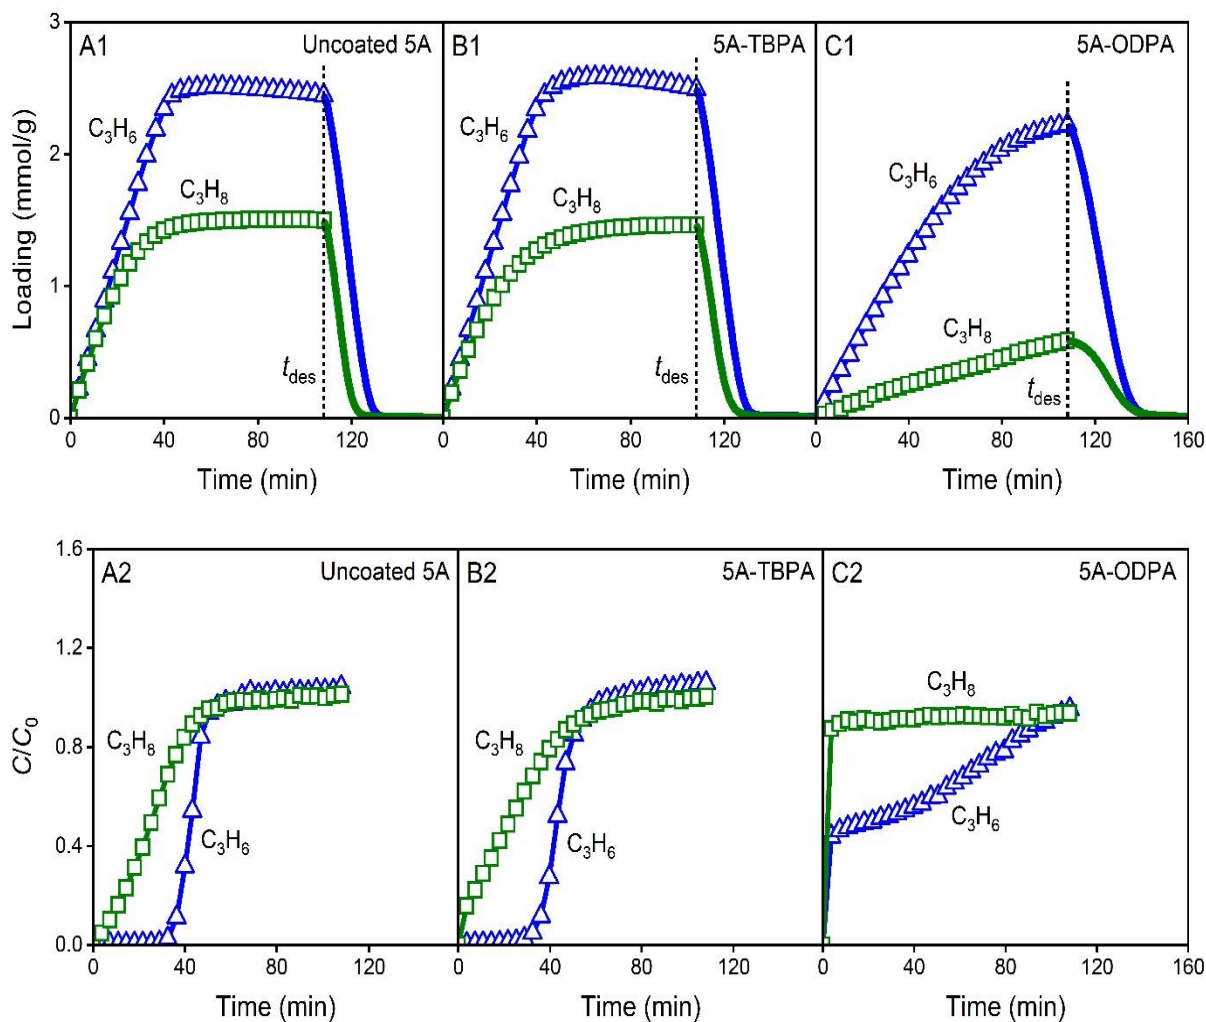 Loading (mmol/g)
3
2
1
0
A1
Uncoated 5A
C₃H₆
C₃H₈
t_des
0
40
80
120
Time (min)
B1
5A-TBPA
C₃H₆
C₃H₈
t_des
0
40
80
120
Time (min)
C1
5A-ODPA
C₃H₆
C₃H₈
t_des
0
40
80
120
160
Time (min)
C/C₀
1.6
1.2
0.8
0.4
0.0
A2
Uncoated 5A
C₃H₈
C₃H₆
0
40
80
120
Time (min)
B2
5A-TBPA
C₃H₈
C₃H₆
0
40
80
120
Time (min)
C2
5A-ODPA
C₃H₈
C₃H₆
0
40
80
120
160
Time (min)